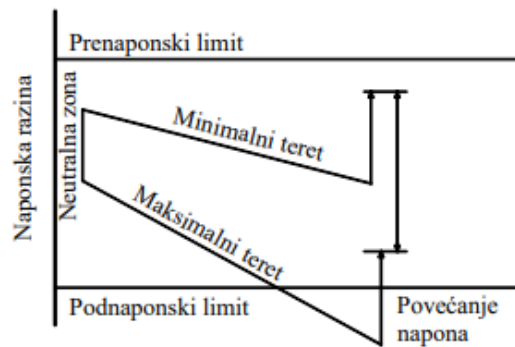 Prenaponski limit
Naponska razina
Neutralna zona
Minimalni teret
Maksimalni teret
Podnaponski limit
Povećanje
napona